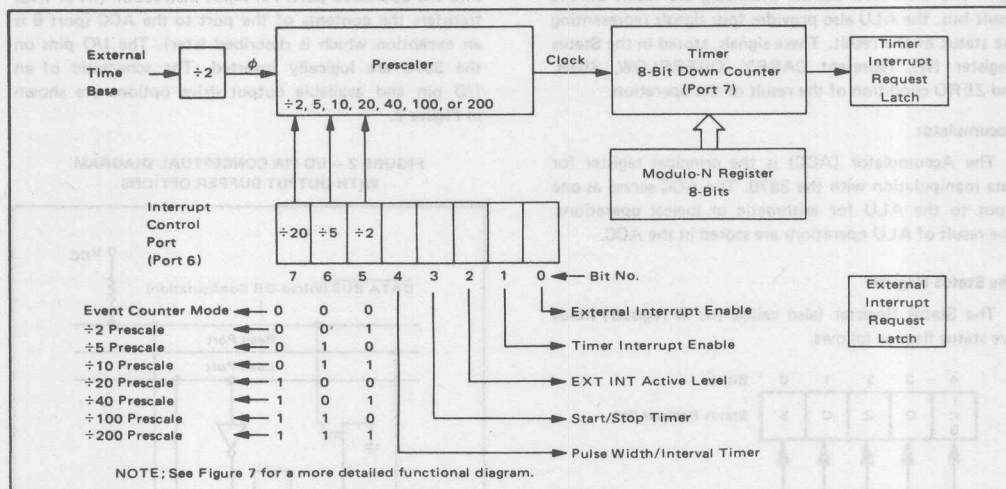 External
Time
Base
÷2
ϕ
Prescaler
÷2, 5, 10, 20, 40, 100, or 200
Clock
Timer
8-Bit Down Counter
(Port 7)
Timer
Interrupt
Request
Latch
Modulo-N Register
8-Bits
Interrupt
Control
Port
(Port 6)
÷20 ÷5 ÷2
7 6 5 4 3 2 1 0 Bit No.
External
Interrupt
Request
Latch
Event Counter Mode 0 0 0
÷2 Prescale 0 0 1
÷5 Prescale 0 1 0
÷10 Prescale 0 1 1
÷20 Prescale 1 0 0
÷40 Prescale 1 0 1
÷100 Prescale 1 1 0
÷200 Prescale 1 1 1
External Interrupt Enable
Timer Interrupt Enable
EXT INT Active Level
Start/Stop Timer
Pulse Width/Interval Timer
NOTE; See Figure 7 for a more detailed functional diagram.